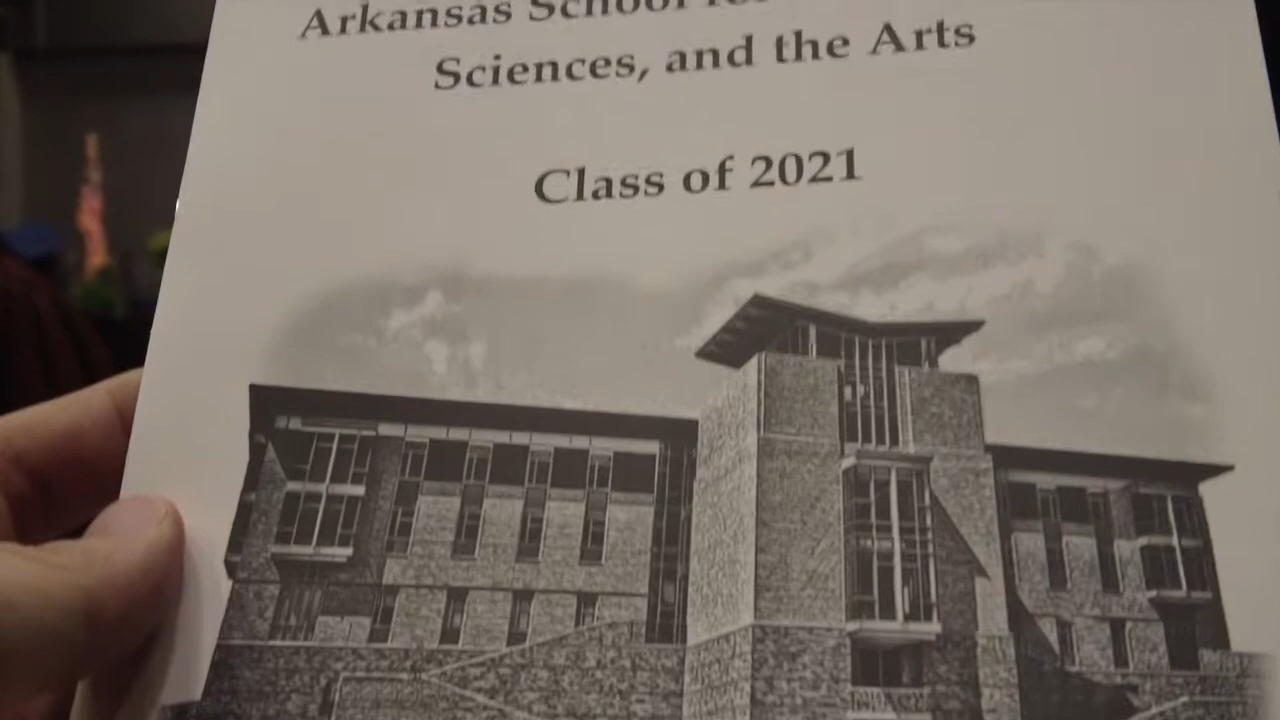 Arkansas School for
Sciences, and the Arts
Class of 2021